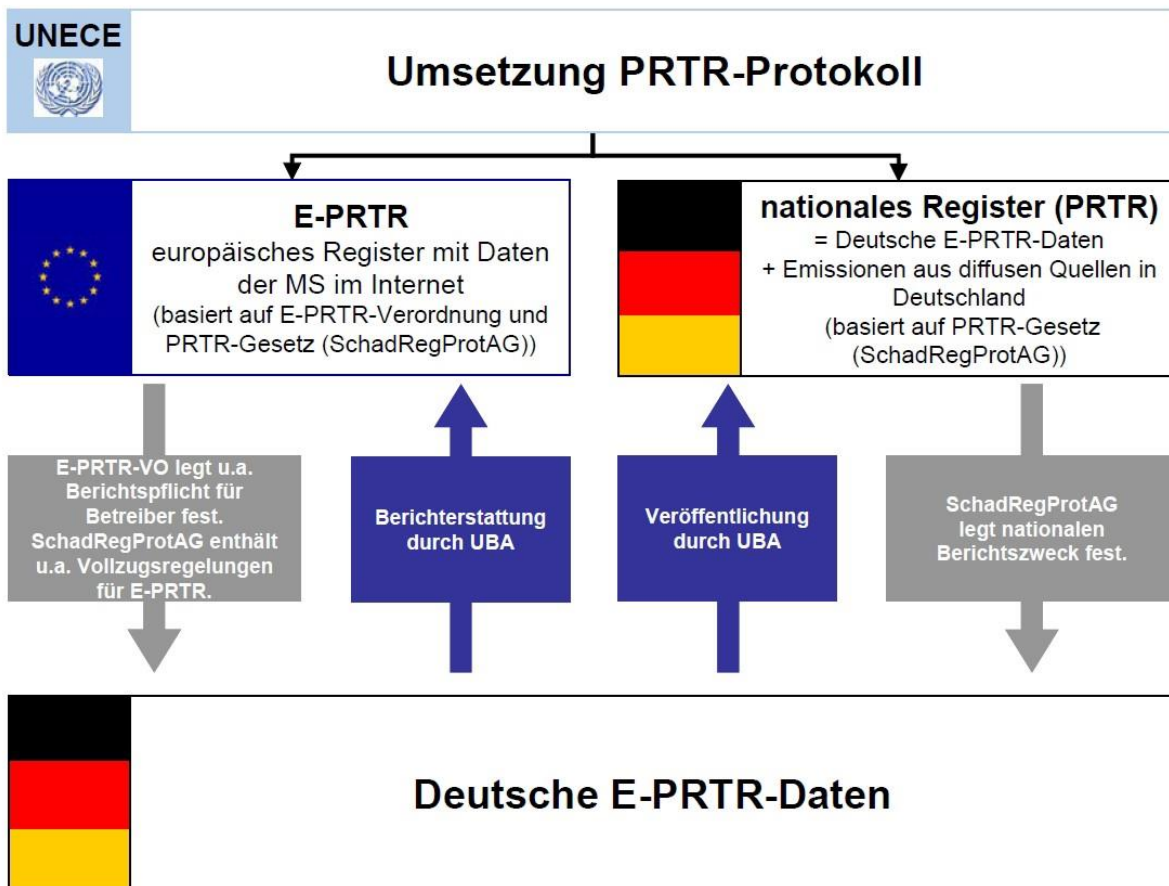 UNECE
Umsetzung PRTR-Protokoll
E-PRTR
europäisches Register mit Daten
der MS im Internet
(basiert auf E-PRTR-Verordnung und
PRTR-Gesetz (SchadRegProtAG))
nationales Register (PRTR)
= Deutsche E-PRTR-Daten
+ Emissionen aus diffusen Quellen in
Deutschland
(basiert auf PRTR-Gesetz
(SchadRegProtAG))
E-PRTR-VO legt u.a.
Berichtspflicht für
Betreiber fest.
SchadRegProtAG enthält
u.a. Vollzugsregelungen
für E-PRTR.
Berichterstattung
durch UBA
Veröffentlichung
durch UBA
SchadRegProtAG
legt nationalen
Berichtszweck fest.
Deutsche E-PRTR-Daten